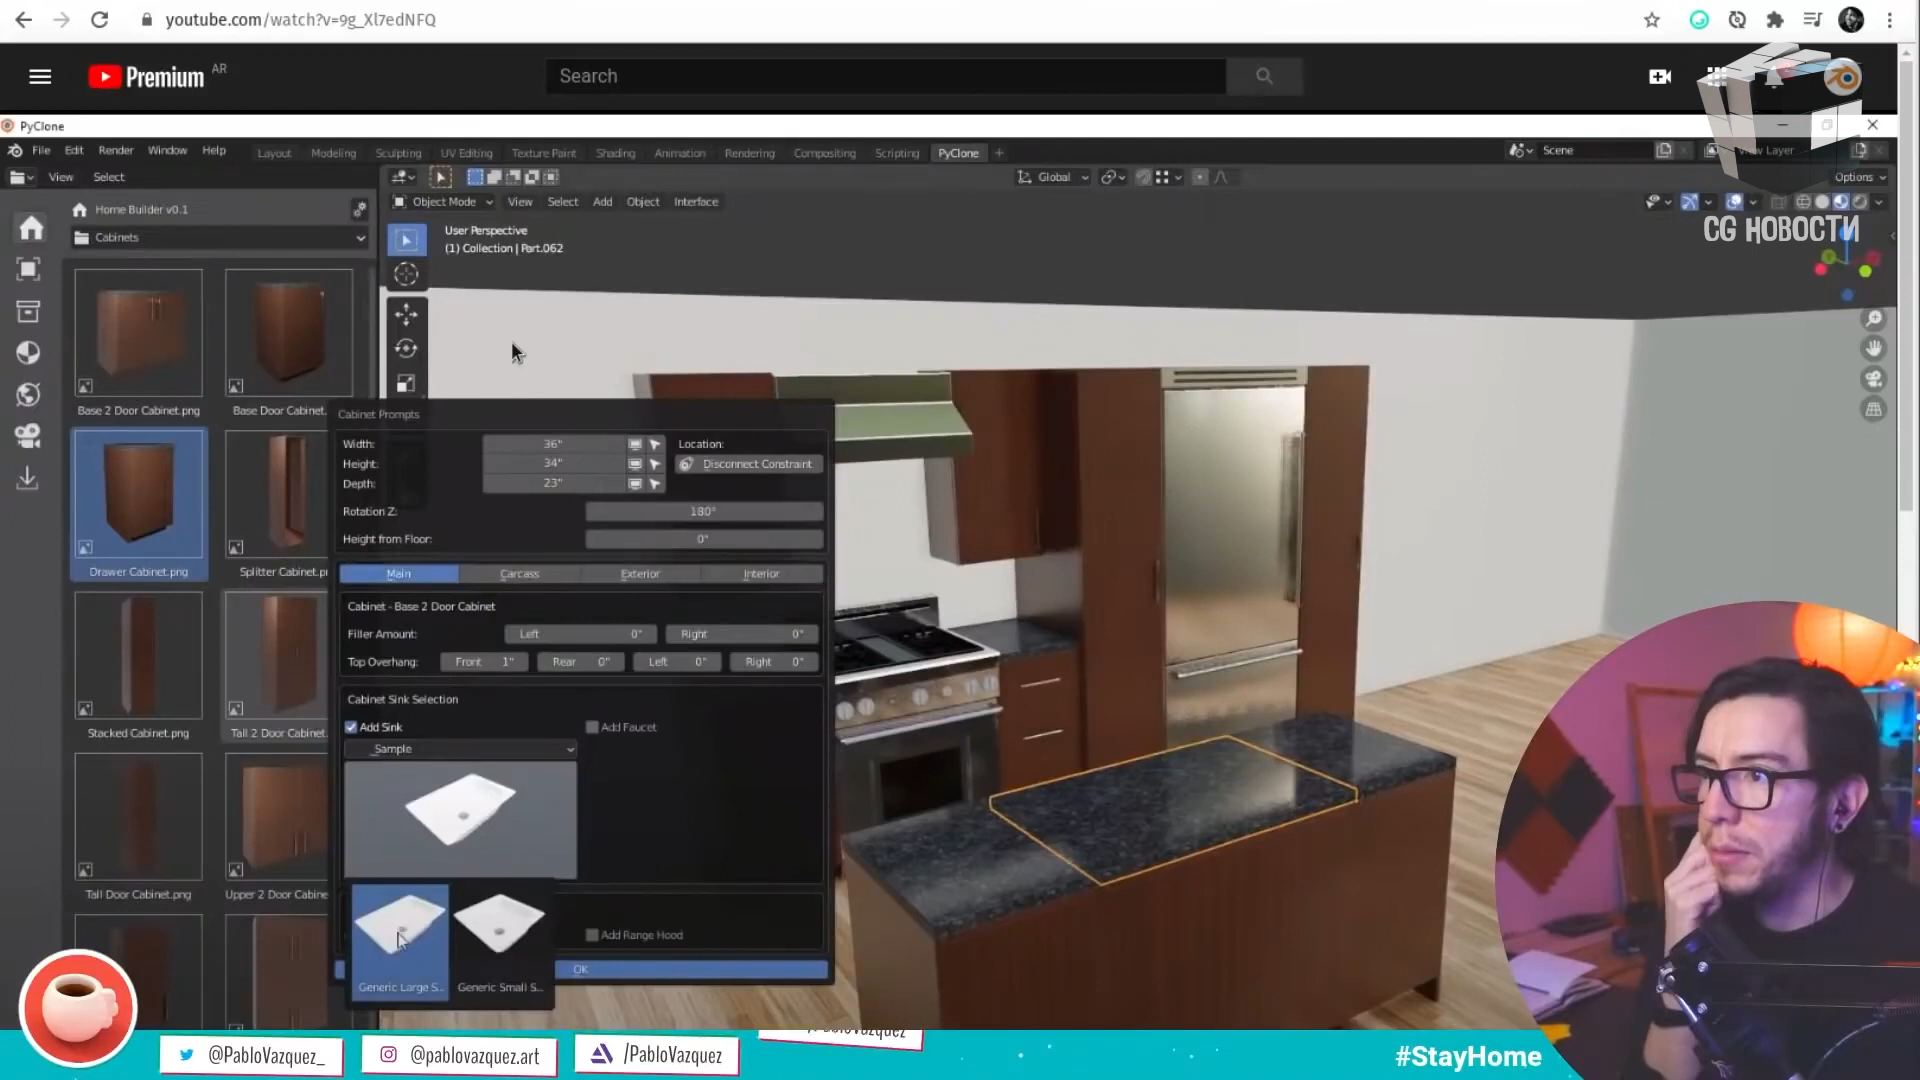 youtube.com/watch?v=9g_Xl7edNFQ
Premium AR
Search
PyClone
File Edit Render Window Help
Layout Modeling Sculpting UV Editing Texture Paint Shading Animation Rendering Compositing Scripting PyClone +
Scene
View Layer
View Select
Global
Options
Home Builder v0.1
Object Mode View Select Add Object Interface
CG НОВОСТИ
Cabinets
User Perspective
(1) Collection | Part.062
Base 2 Door Cabinet.png
Base Door Cabinet.
Drawer Cabinet.png
Splitter Cabinet.p
Stacked Cabinet.png
Tall 2 Door Cabinet.
Tall Door Cabinet.png
Upper 2 Door Cabine
Cabinet Prompts
Width: 36"
Location:
Height: 34"
Disconnect Constraint
Depth: 23"
Rotation Z: 180°
Height from Floor: 0"
Main Carcass Exterior Interior
Cabinet - Base 2 Door Cabinet
Filler Amount: Left 0" Right 0"
Top Overhang: Front 1" Rear 0" Left 0" Right 0"
Cabinet Sink Selection
Add Sink
Add Faucet
_Sample
Add Range Hood
OK
Generic Large S...
Generic Small S...
@PabloVazquez_
@pablovazquez.art
/PabloVazquez
#StayHome